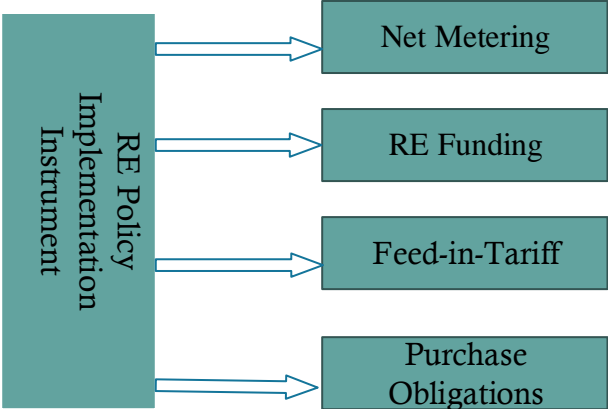 RE Policy
Implementation
Instrument
Net Metering
RE Funding
Feed-in-Tariff
Purchase
Obligations